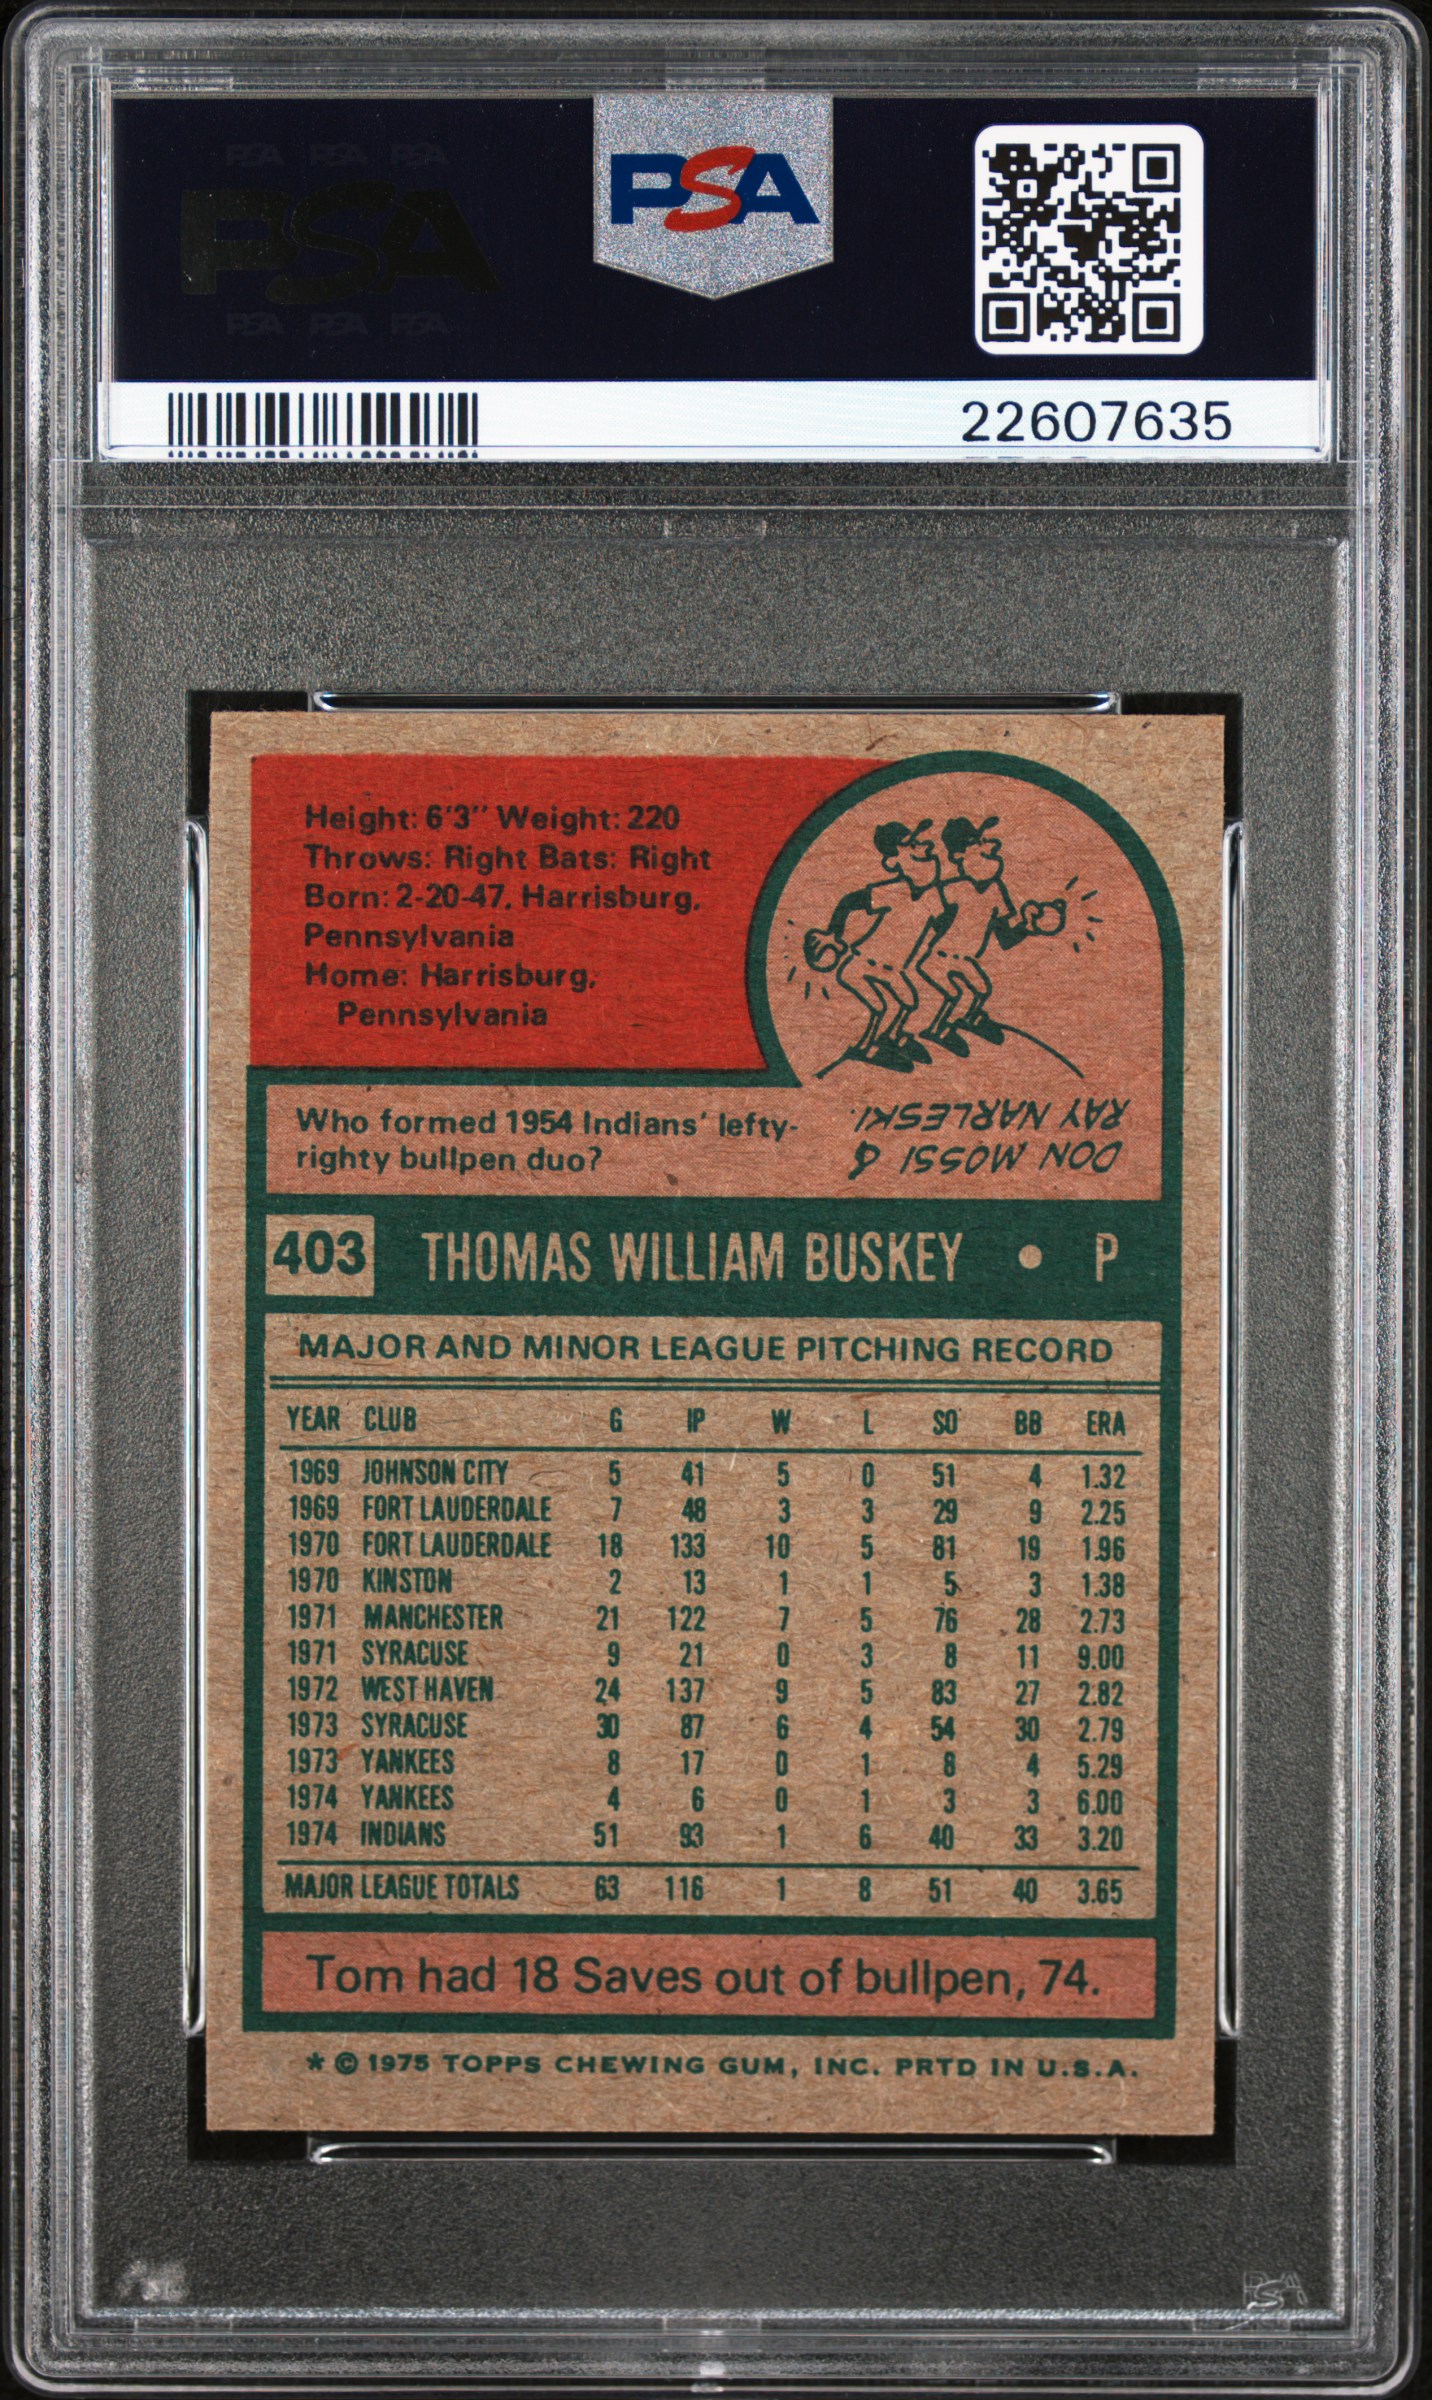 PSA PSA PSA
PSA
PSA PSA PSA
PSA
22607635
Height: 6'3" Weight: 220
Throws: Right Bats: Right
Born: 2-20-47, Harrisburg,
Pennsylvania
Home: Harrisburg,
Pennsylvania
Who formed 1954 Indians' lefty-
righty bullpen duo?
DON MOSSI &
RAY NARLESKI.
403 THOMAS WILLIAM BUSKEY • P
MAJOR AND MINOR LEAGUE PITCHING RECORD
YEAR CLUB G IP W L SO BB ERA
1969 JOHNSON CITY 5 41 5 0 51 4 1.32
1969 FORT LAUDERDALE 7 48 3 3 29 9 2.25
1970 FORT LAUDERDALE 18 133 10 5 81 19 1.96
1970 KINSTON 2 13 1 1 5 3 1.38
1971 MANCHESTER 21 122 7 5 76 28 2.73
1971 SYRACUSE 9 21 0 3 8 11 9.00
1972 WEST HAVEN 24 137 9 5 83 27 2.82
1973 SYRACUSE 30 87 6 4 54 30 2.79
1973 YANKEES 8 17 0 1 8 4 5.29
1974 YANKEES 4 6 0 1 3 3 6.00
1974 INDIANS 51 93 1 6 40 33 3.20
MAJOR LEAGUE TOTALS 63 116 1 8 51 40 3.65
Tom had 18 Saves out of bullpen, 74.
* © 1975 TOPPS CHEWING GUM, INC. PRTD IN U.S.A.
PSA